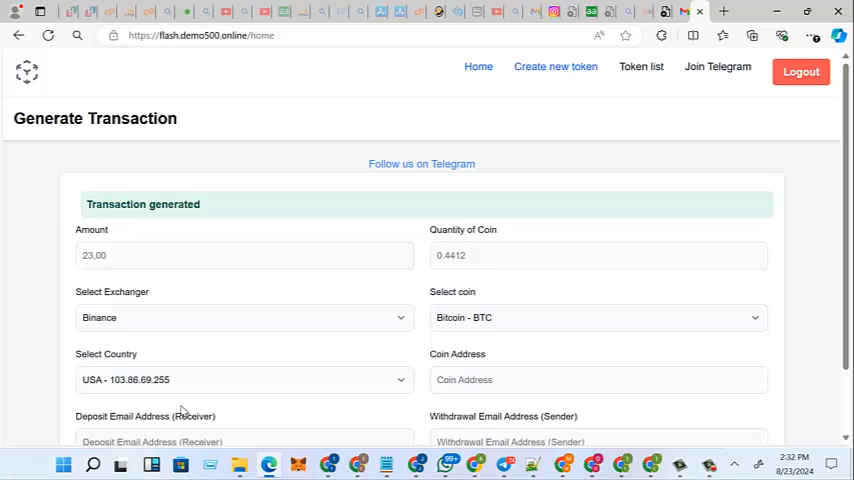 https://flash.demo500.online/home
Home
Create new token
Token list
Join Telegram
Logout
Generate Transaction
Follow us on Telegram
Transaction generated
Amount
Quantity of Coin
23,00
0.4412
Select Exchanger
Select coin
Binance
Bitcoin - BTC
Select Country
Coin Address
USA - 103.86.69.255
Coin Address
Deposit Email Address (Receiver)
Withdrawal Email Address (Sender)
Deposit Email Address (Receiver)
Withdrawal Email Address (Sender)
99+
2:32 PM
8/23/2024